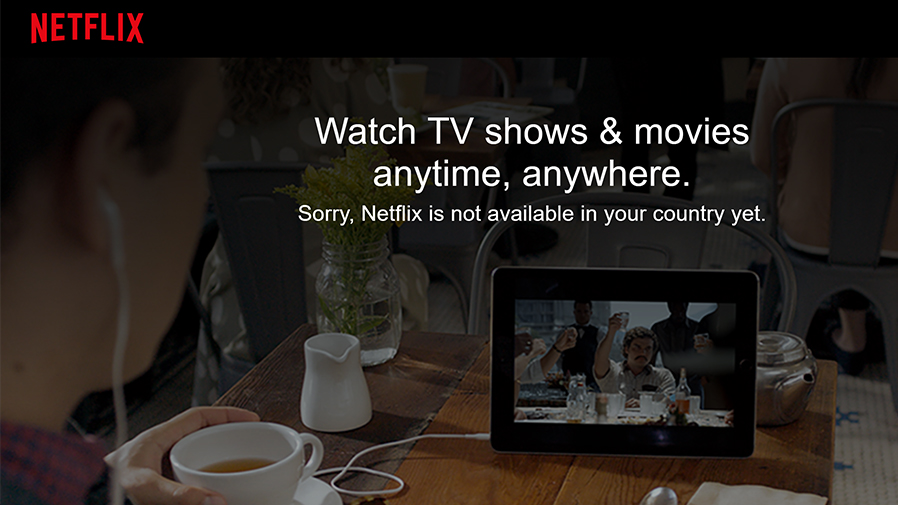 NETFLIX
Watch TV shows & movies
anytime, anywhere.
Sorry, Netflix is not available in your country yet.